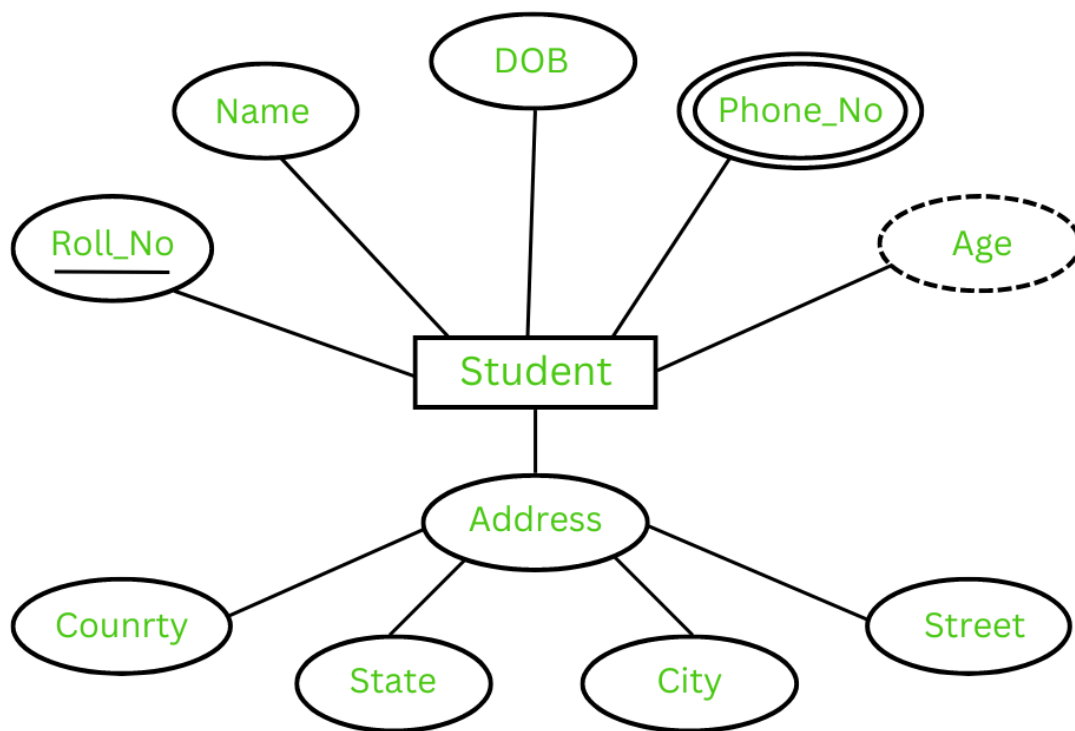 DOB
Name
Phone_No
Roll_No
Age
Student
Address
Counrty
State
City
Street